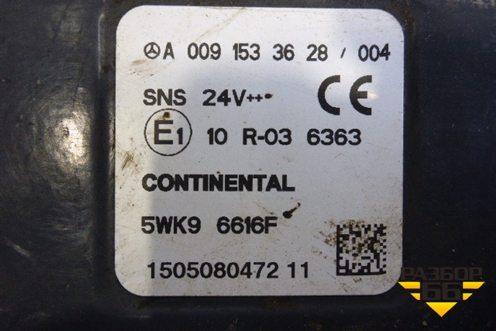 A 009 153 36 28 / 004
SNS 24V
CE
E1 10 R-03 6363
CONTINENTAL
5WK9 6616F
1505080472 11
РАЗБОР
66